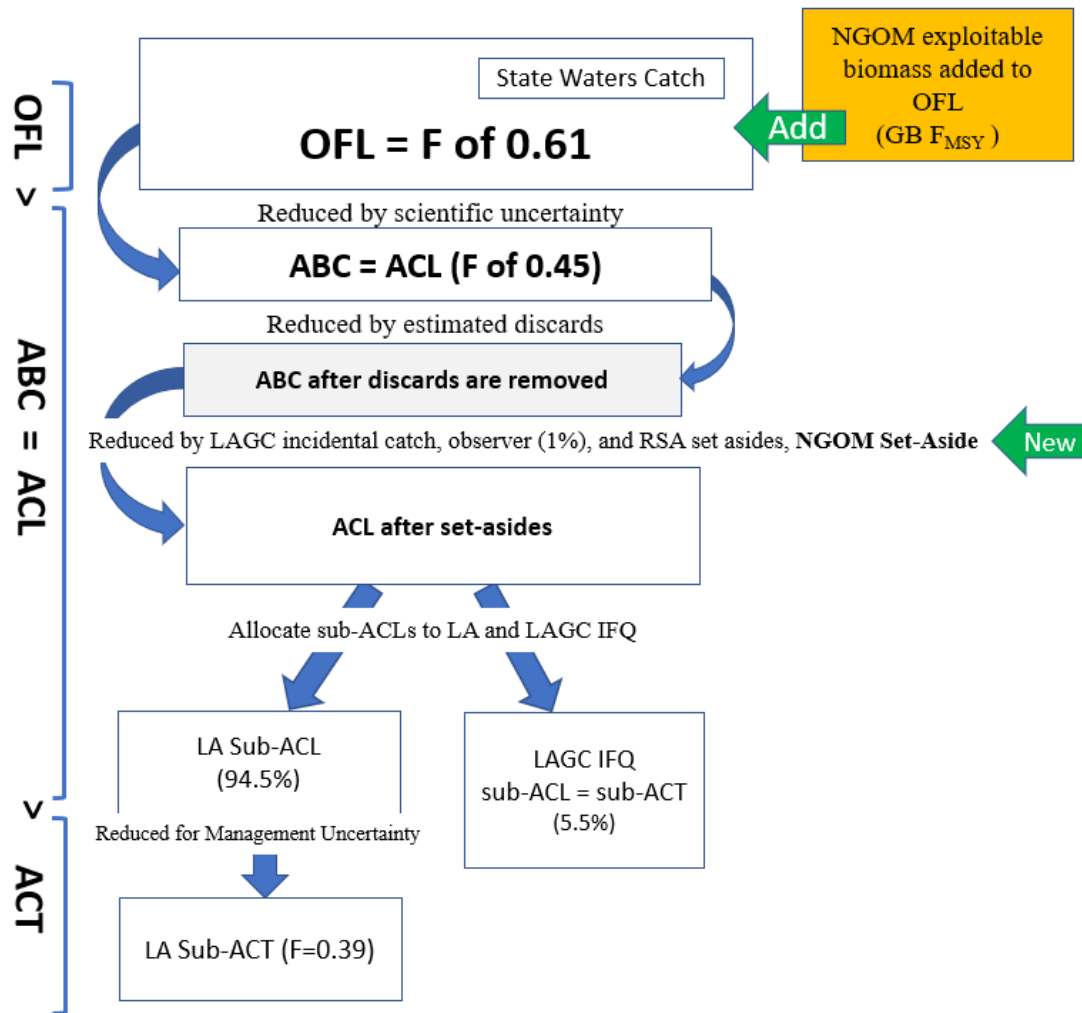 NGOM exploitable
biomass added to
OFL
(GB FMSY )
State Waters Catch
Add
OFL = F of 0.61
OFL
>
Reduced by scientific uncertainty
ABC = ACL (F of 0.45)
Reduced by estimated discards
ABC after discards are removed
ABC = ACL
Reduced by LAGC incidental catch, observer (1%), and RSA set asides, NGOM Set-Aside
New
ACL after set-asides
Allocate sub-ACLs to LA and LAGC IFQ
LA Sub-ACL
(94.5%)
LAGC IFQ
sub-ACL = sub-ACT
(5.5%)
>
Reduced for Management Uncertainty
ACT
LA Sub-ACT (F=0.39)